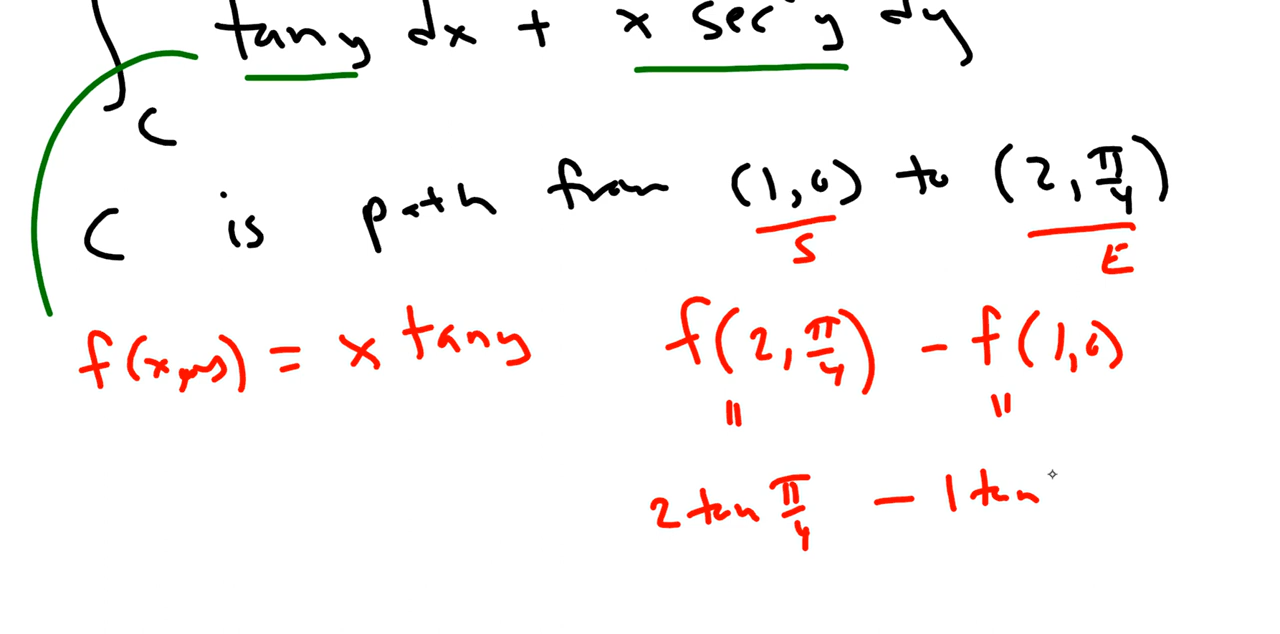 ∫_C tan y dx + x sec² y dy
C is path from (1,0) to (2, π/4)
S E
f(x,y) = x tan y f(2, π/4) − f(1,0)
|| ||
2 tan π/4 − 1 tan